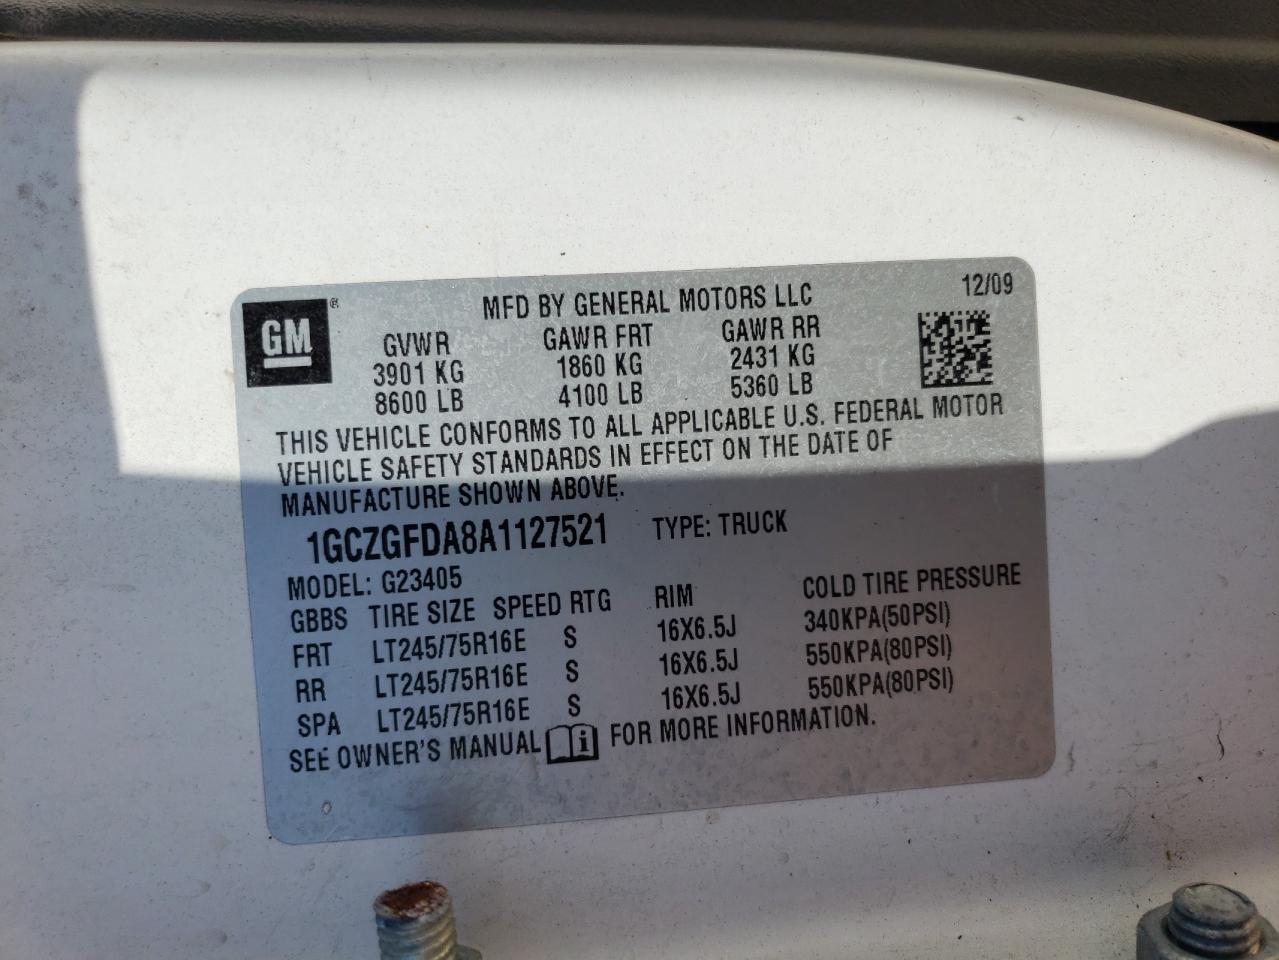 12/09
GM®
MFD BY GENERAL MOTORS LLC
GVWR GAWR FRT GAWR RR
3901 KG 1860 KG 2431 KG
8600 LB 4100 LB 5360 LB
THIS VEHICLE CONFORMS TO ALL APPLICABLE U.S. FEDERAL MOTOR
VEHICLE SAFETY STANDARDS IN EFFECT ON THE DATE OF
MANUFACTURE SHOWN ABOVE.
1GCZGFDA8A1127521 TYPE: TRUCK
MODEL: G23405
GBBS TIRE SIZE SPEED RTG RIM COLD TIRE PRESSURE
FRT LT245/75R16E S 16X6.5J 340KPA(50PSI)
RR LT245/75R16E S 16X6.5J 550KPA(80PSI)
SPA LT245/75R16E S 16X6.5J 550KPA(80PSI)
SEE OWNER'S MANUAL i FOR MORE INFORMATION.